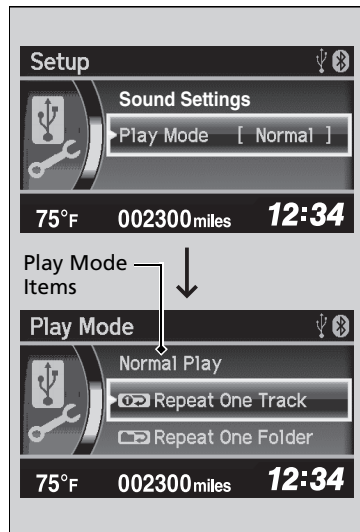 Setup
Sound Settings
Play Mode [ Normal ]
75°F 002300 miles 12:34
Play Mode
Items
Play Mode
Normal Play
Repeat One Track
Repeat One Folder
75°F 002300 miles 12:34